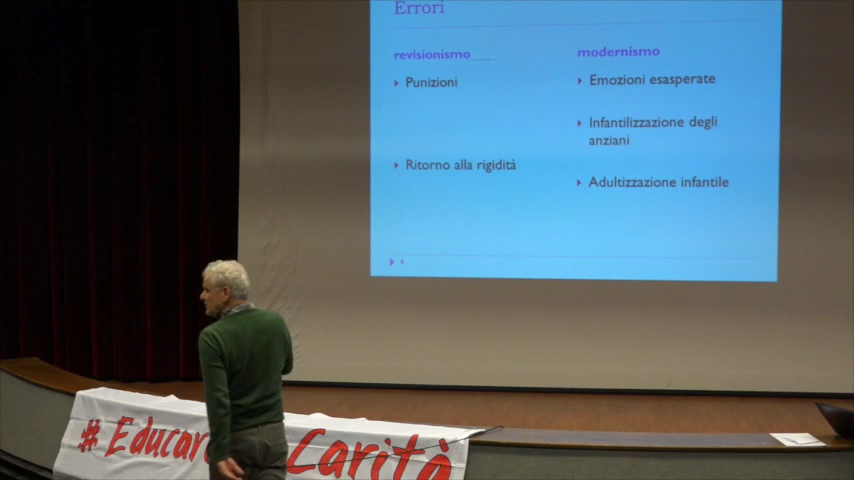 Errori
revisionismo
Punizioni
Ritorno alla rigidità
modernismo
Emozioni esasperate
Infantilizzazione degli
anziani
Adultizzazione infantile
# Educar Carità